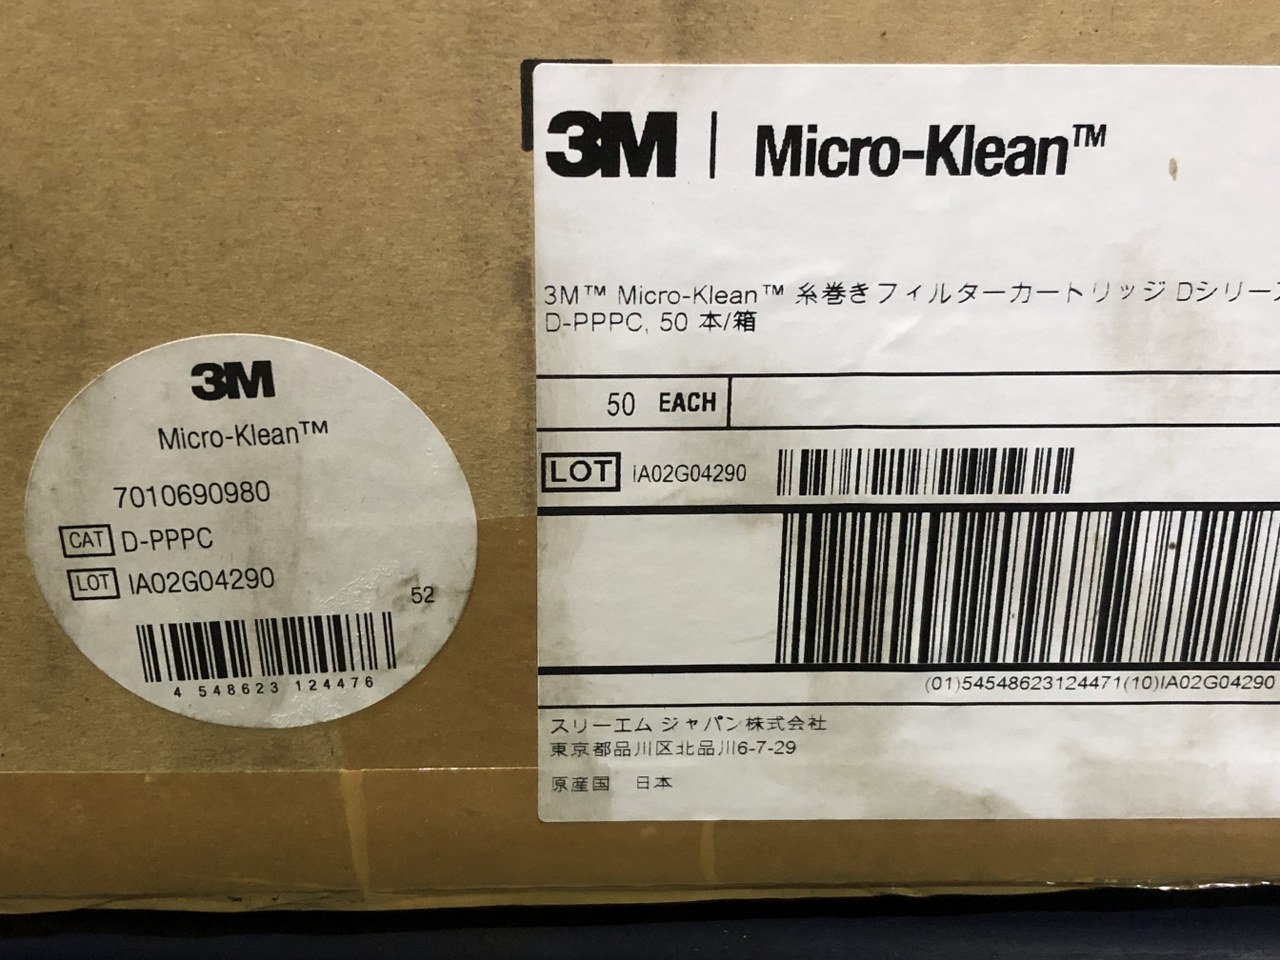 3M
Micro-Klean™
7010690980
CAT D-PPPC
LOT IA02G04290
52
4 548623 124476
3M | Micro-Klean™
3M™ Micro-Klean™ 糸巻きフィルターカートリッジ Dシリーズ
D-PPPC, 50 本/箱
50 EACH
LOT IA02G04290
(01)54548623124471(10)IA02G04290
スリーエム ジャパン株式会社
東京都品川区北品川6-7-29
原産国 日本